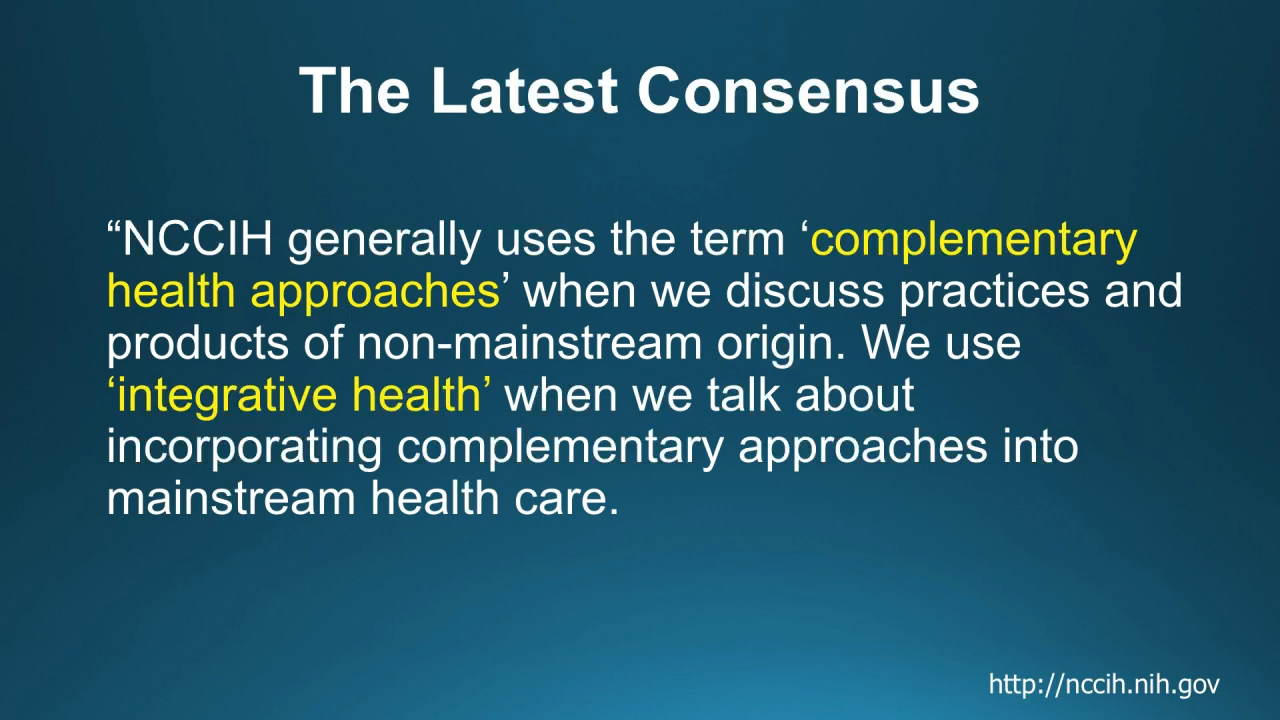 The Latest Consensus
“NCCIH generally uses the term ‘complementary
health approaches’ when we discuss practices and
products of non-mainstream origin. We use
‘integrative health’ when we talk about
incorporating complementary approaches into
mainstream health care.
http://nccih.nih.gov